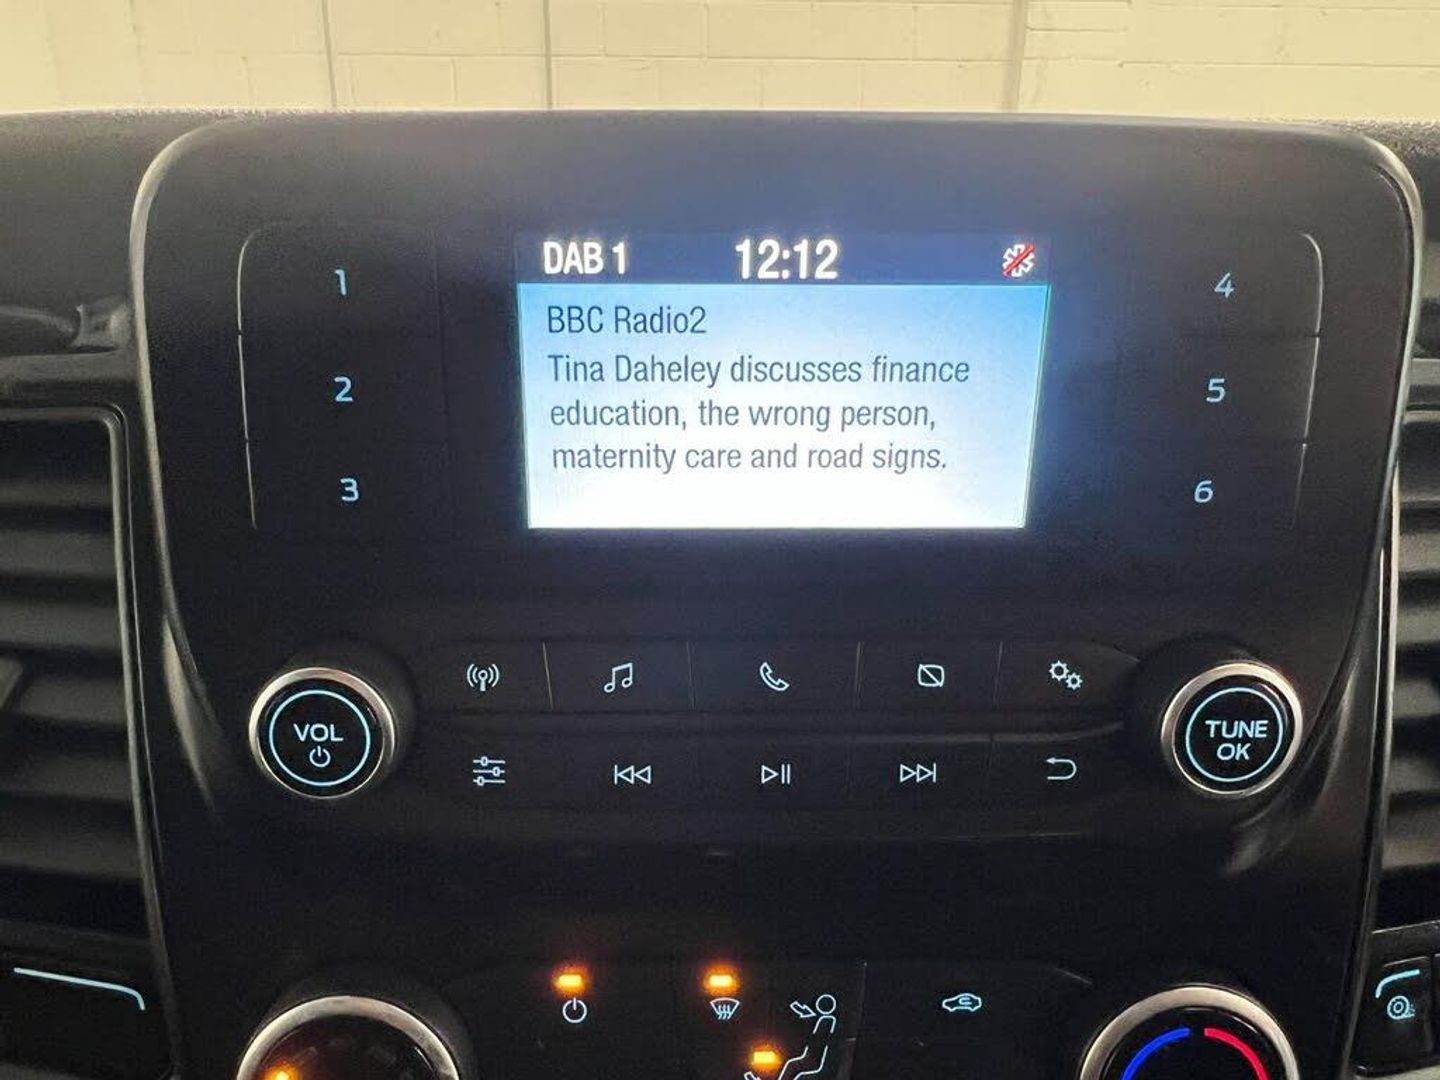 DAB 1 12:12
BBC Radio2
Tina Daheley discusses finance
education, the wrong person,
maternity care and road signs.
1
2
3
4
5
6
VOL
TUNE
OK